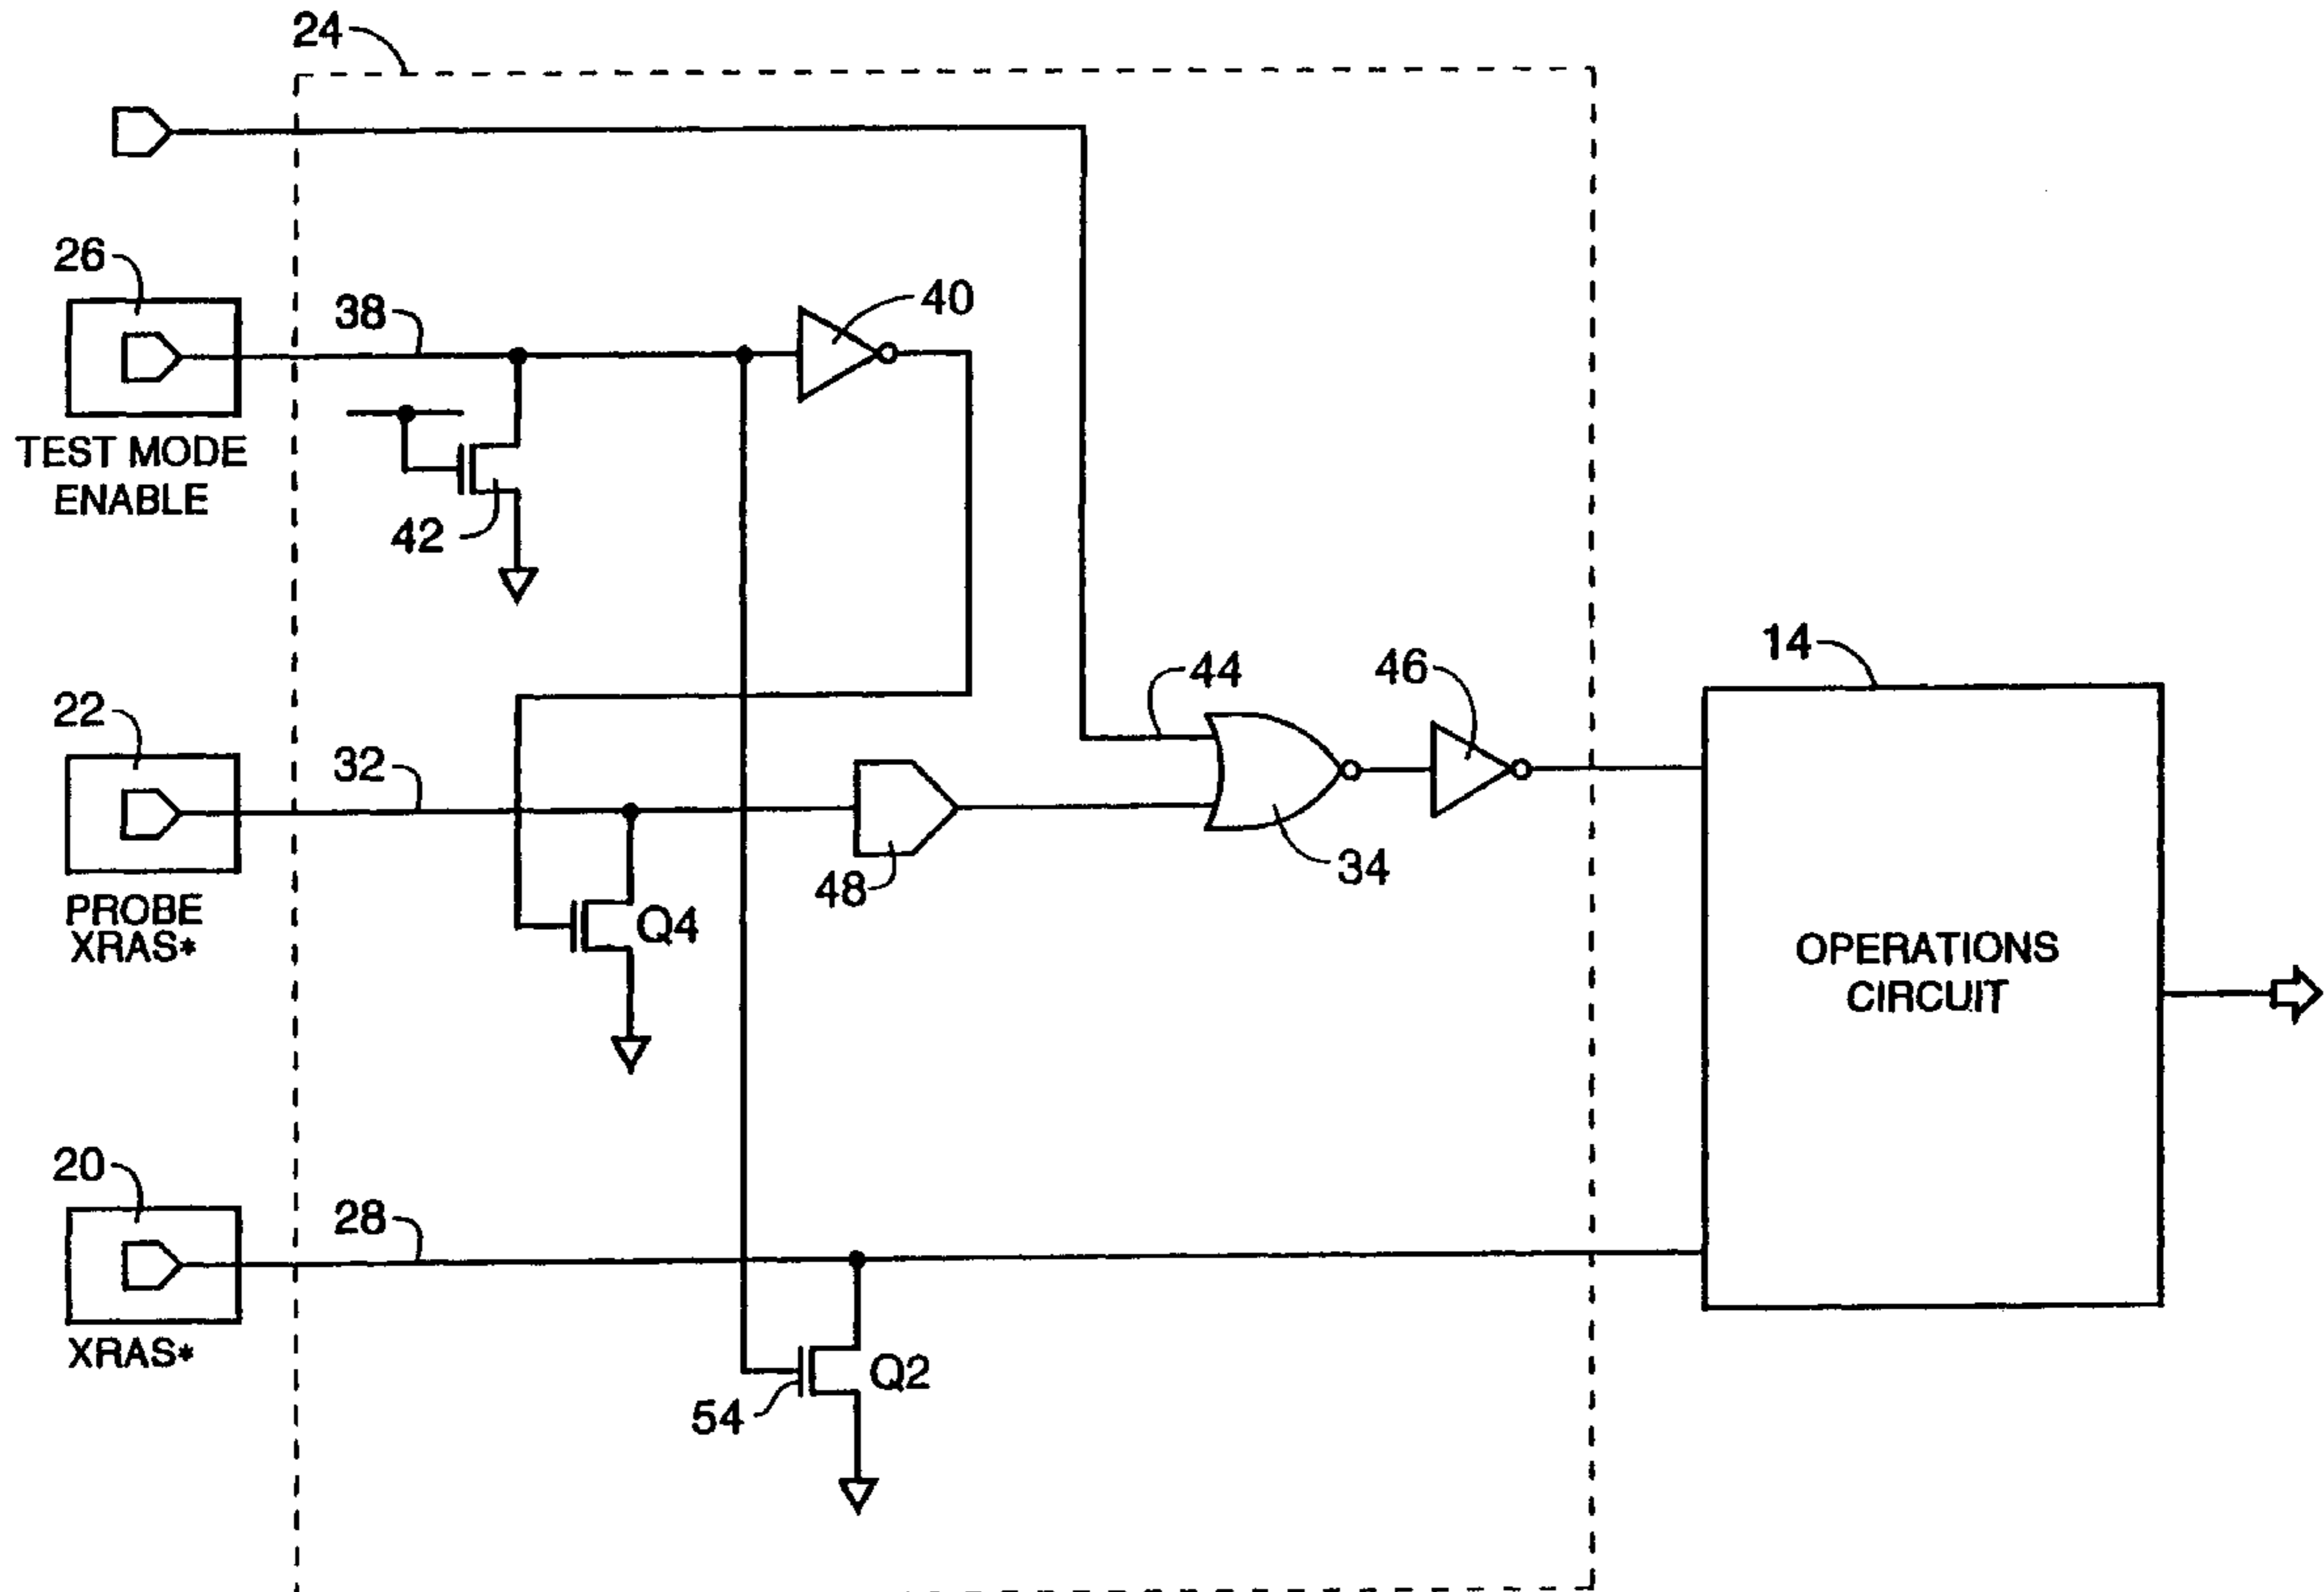 24
26
38
40
TEST MODE
ENABLE
42
22
32
44
46
14
48
34
PROBE
XRAS*
Q4
OPERATIONS
CIRCUIT
20
28
XRAS*
Q2
54